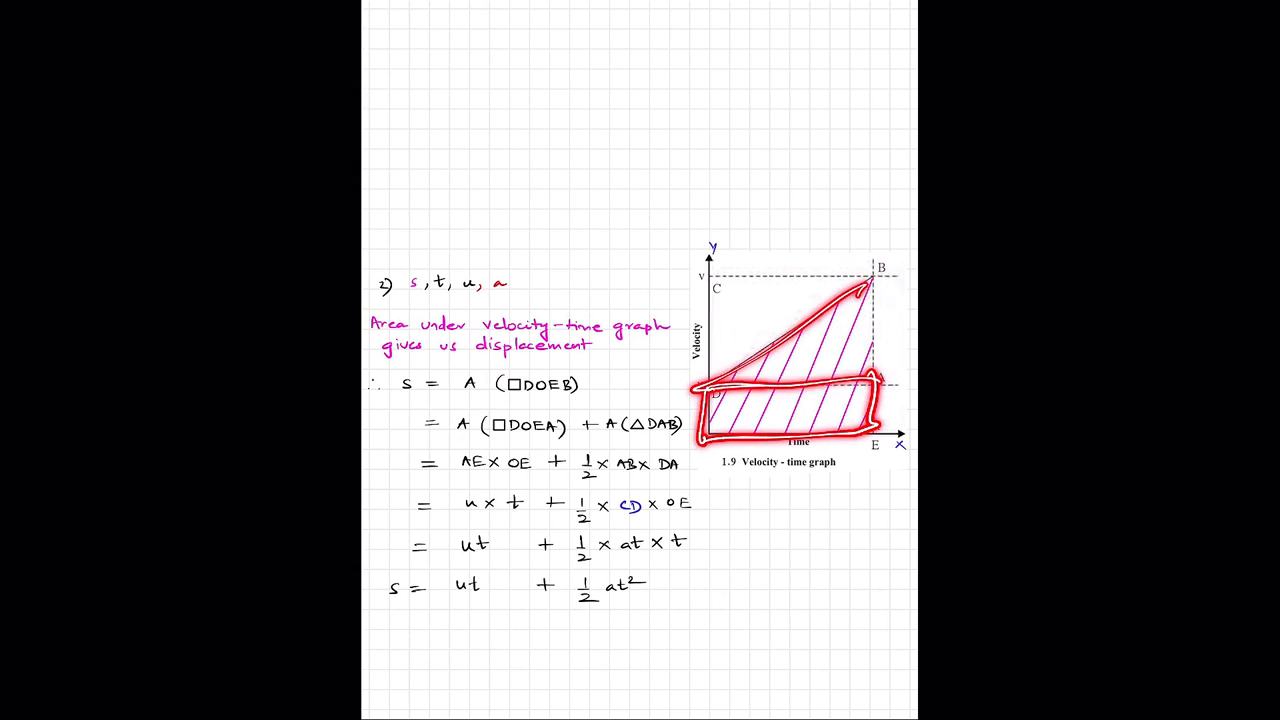 2) s, t, u, a
Area under velocity-time graph
gives us displacement
∴ s = A (□DOEB)
= A (□DOEA) + A(△DAB)
= AE× OE + 1/2 × AB× DA
= u × t + 1/2 × CD × OE
= ut + 1/2 × at × t
s = ut + 1/2 at²
Y
V
B
C
Velocity
D
Time
E
X
1.9 Velocity - time graph